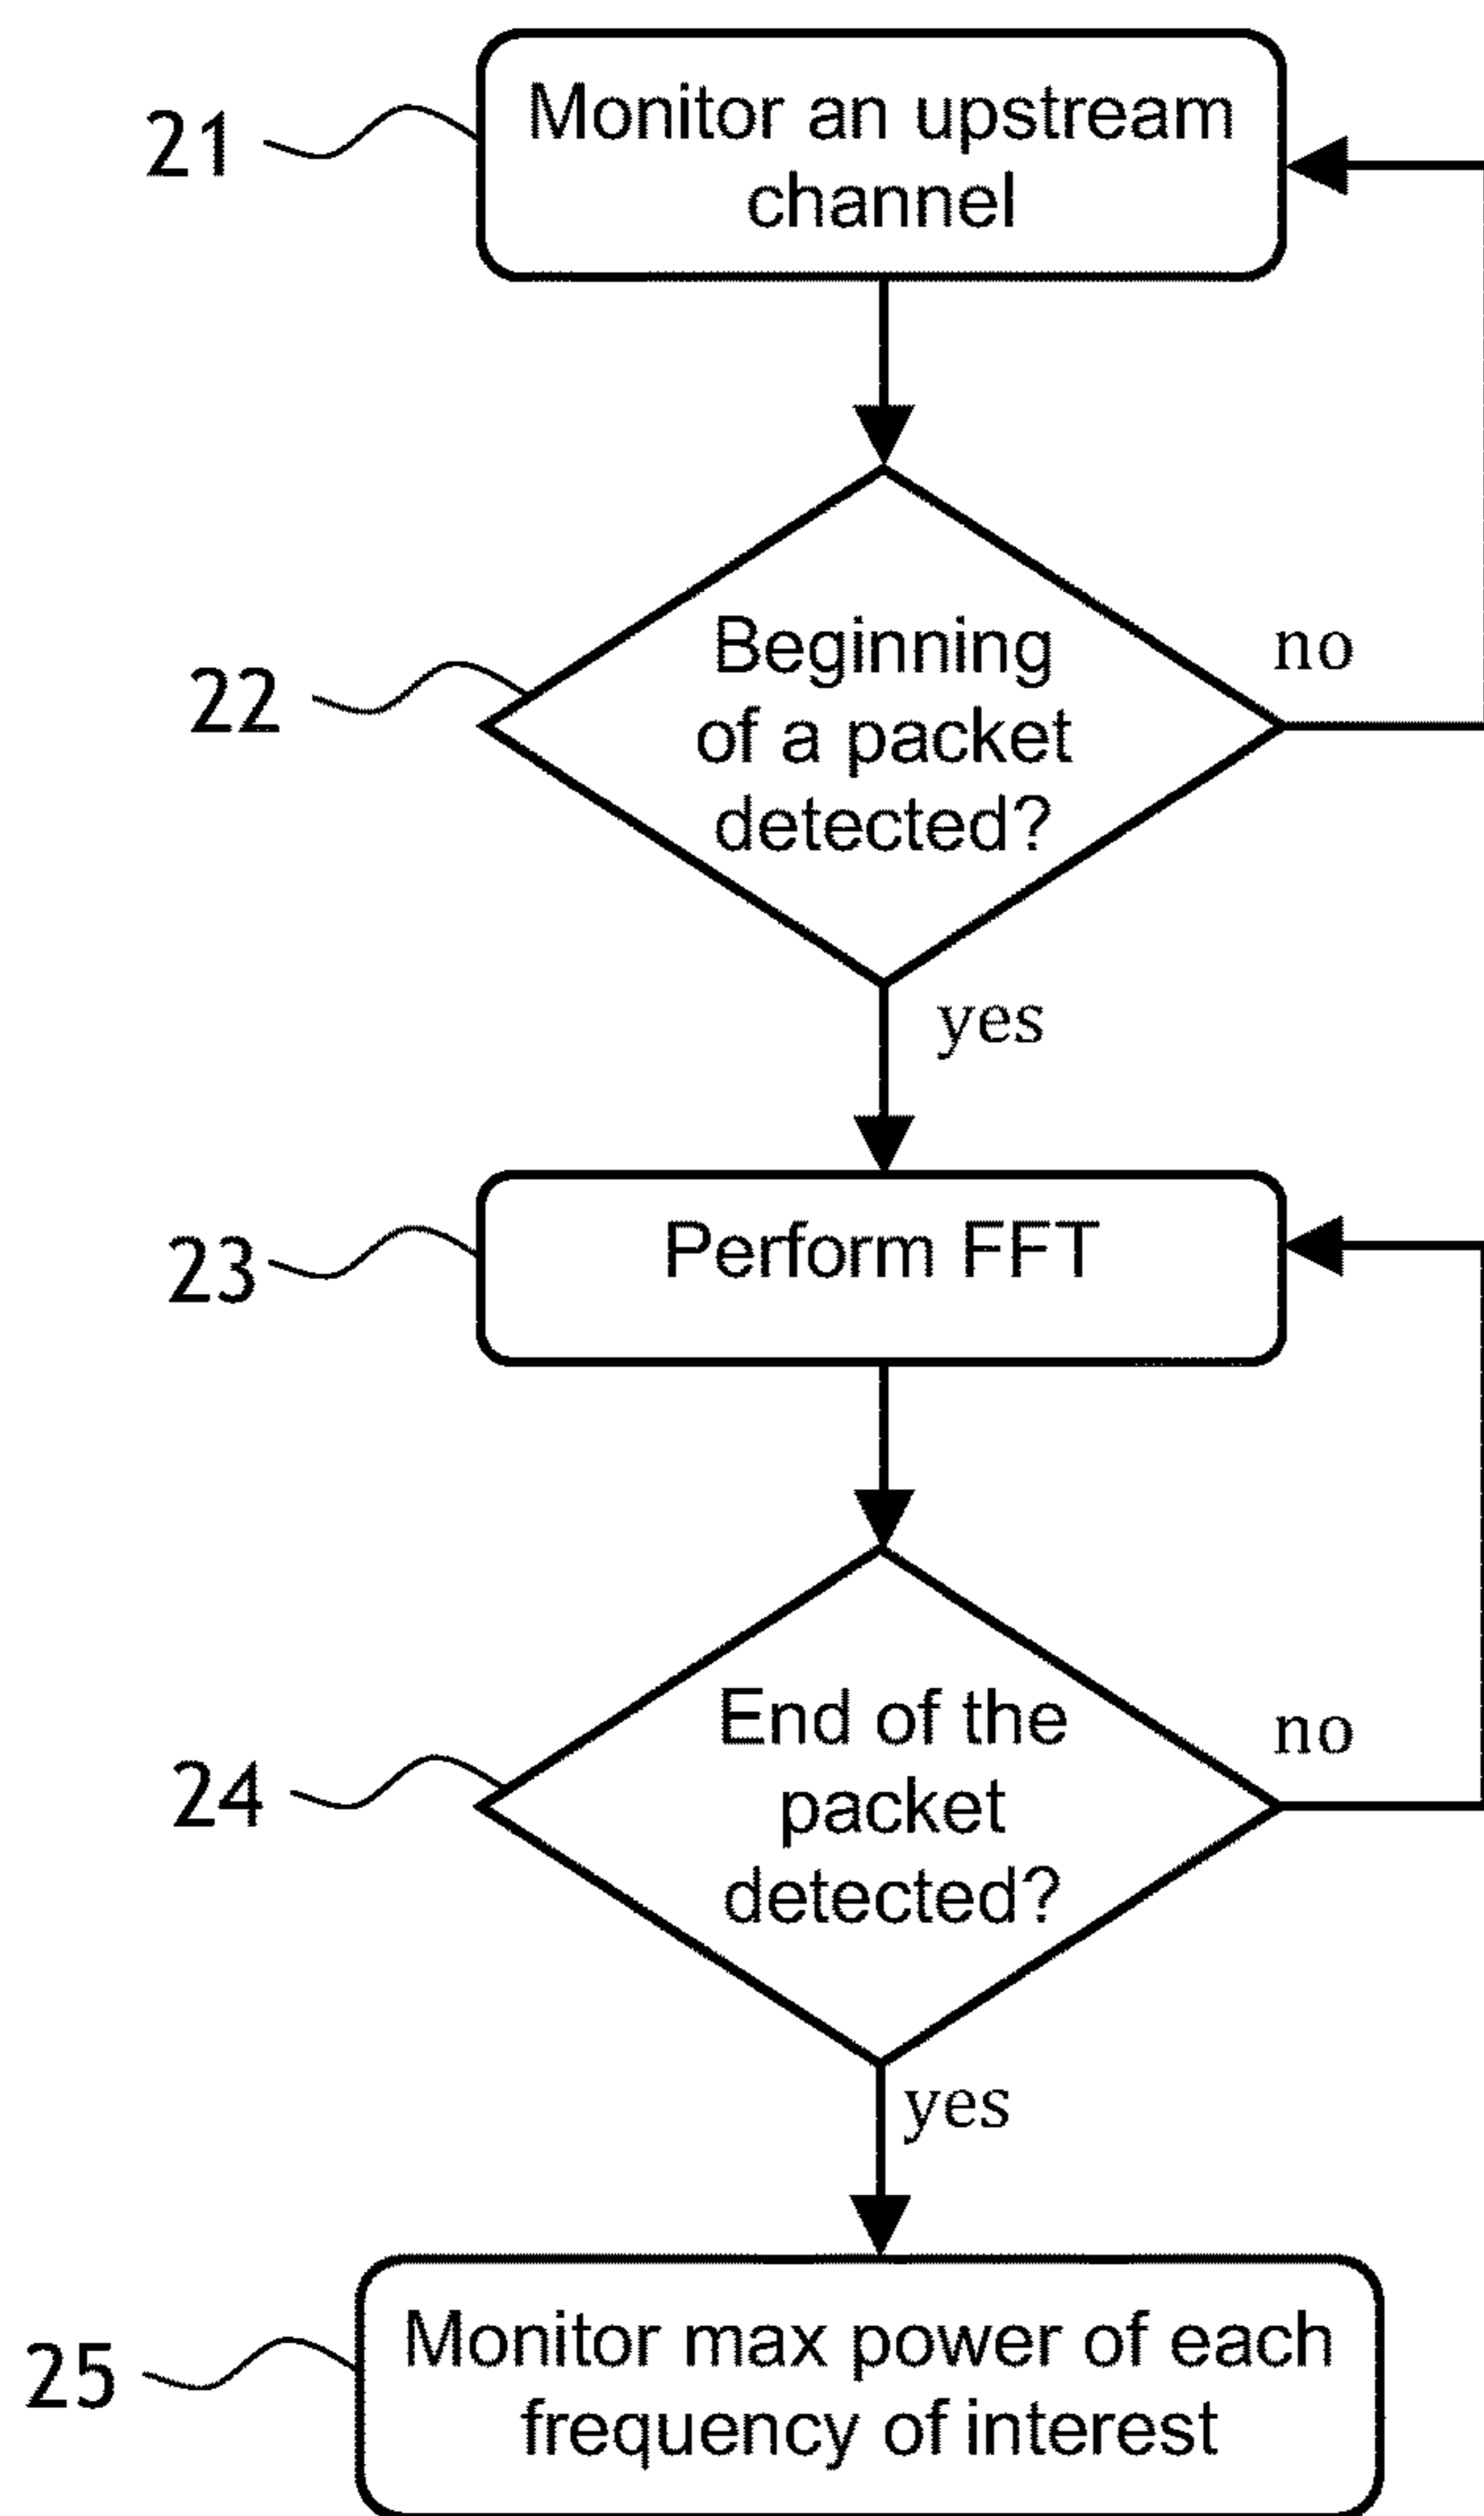 21
Monitor an upstream
channel
22
Beginning
of a packet
detected?
no
yes
23
Perform FFT
24
End of the
packet
detected?
no
yes
25
Monitor max power of each
frequency of interest